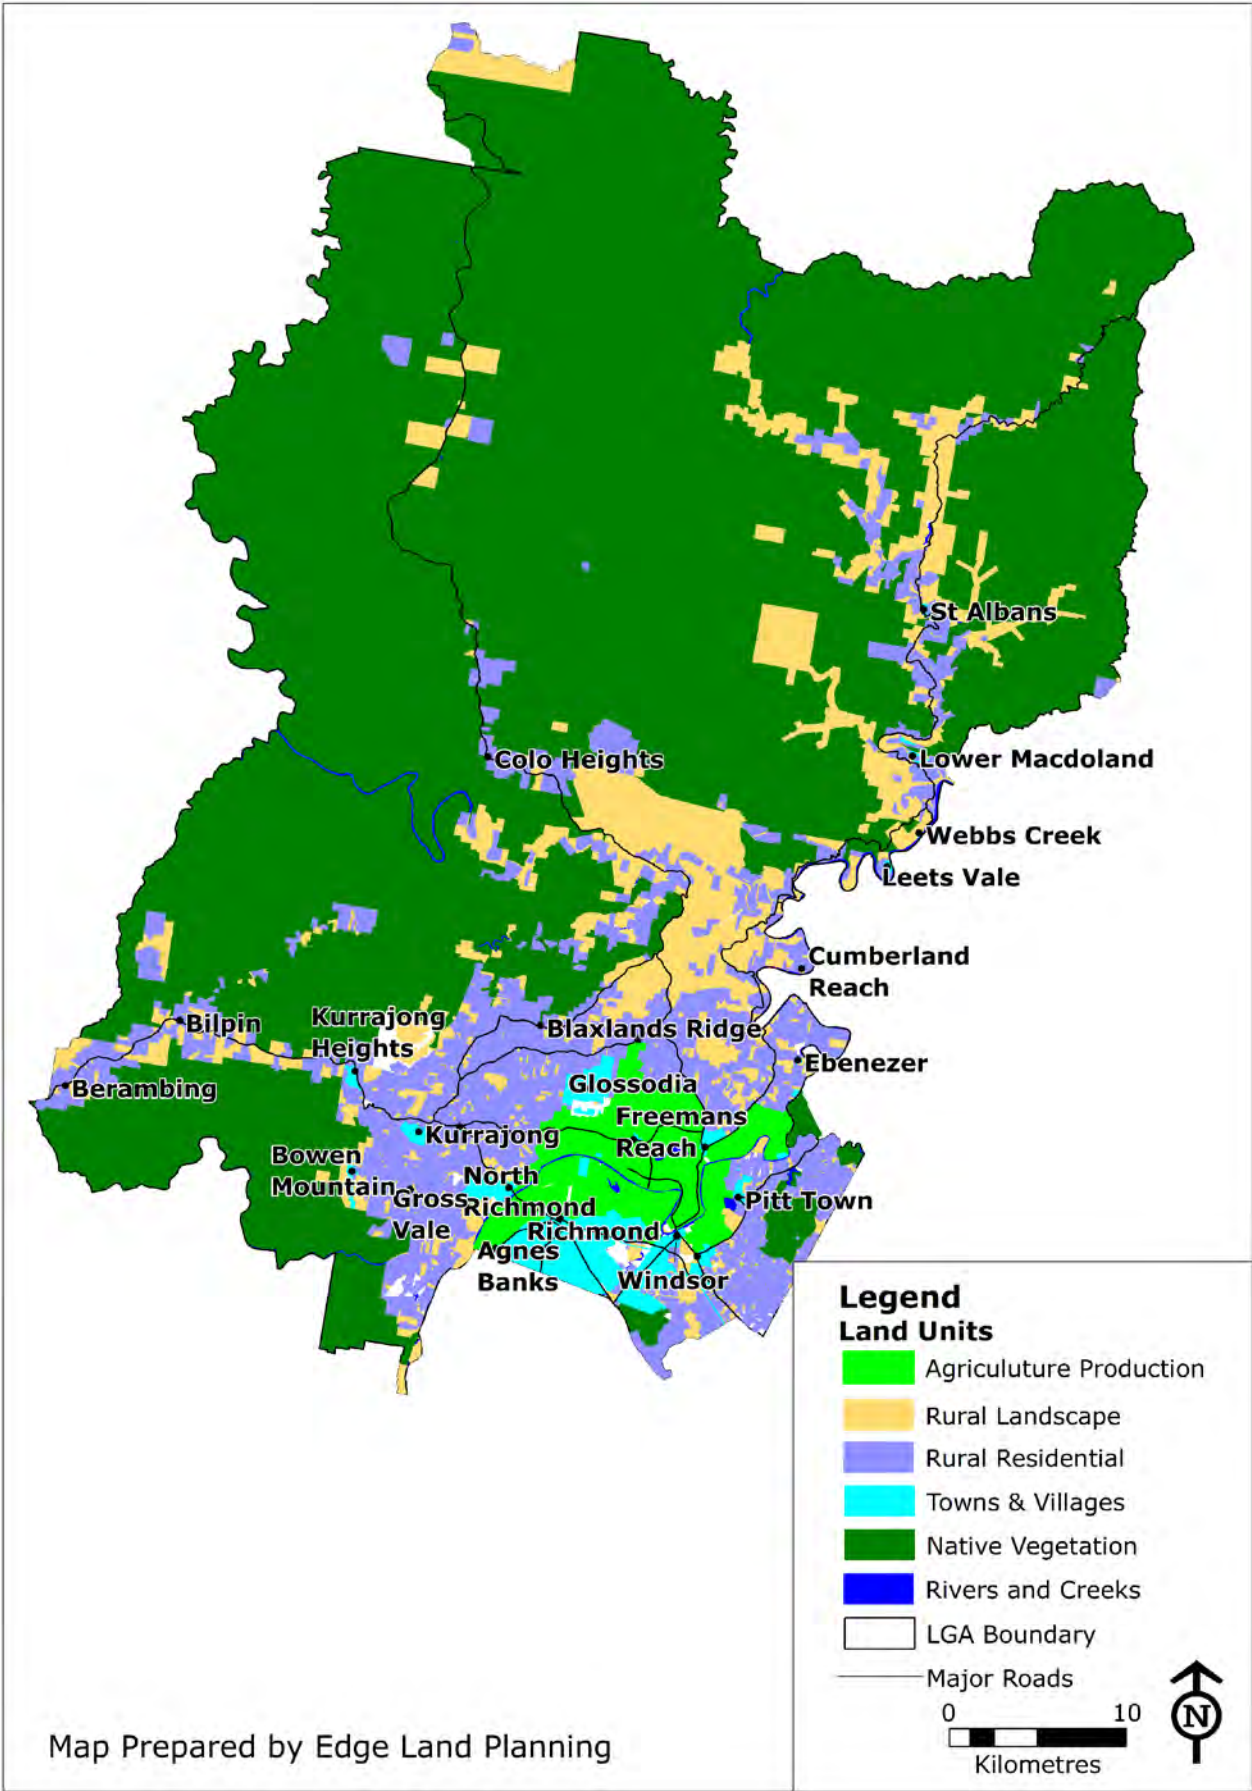 St Albans
Colo Heights
Lower Macdoland
Webbs Creek
Leets Vale
Cumberland
Reach
Bilpin
Kurrajong
Heights
Blaxlands Ridge
Ebenezer
Berambing
Glossodia
Freemans
Reach
Kurrajong
Bowen
Mountain
North
Richmond
Gross
Vale
Pitt Town
Richmond
Agnes
Banks
Windsor
Legend
Land Units
Agriculuture Production
Rural Landscape
Rural Residential
Towns & Villages
Native Vegetation
Rivers and Creeks
LGA Boundary
Major Roads
0 10
Kilometres
N
Map Prepared by Edge Land Planning